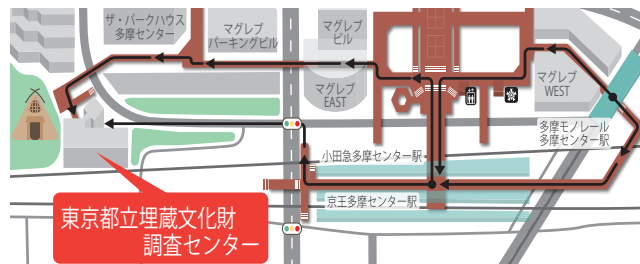 ザ・パークハウス
多摩センター
マグレブ
パーキングビル
マグレブ
ビル
マグレブ
EAST
マグレブ
WEST
多摩モノレール
多摩センター駅
小田急多摩センター駅
京王多摩センター駅
東京都立埋蔵文化財
調査センター